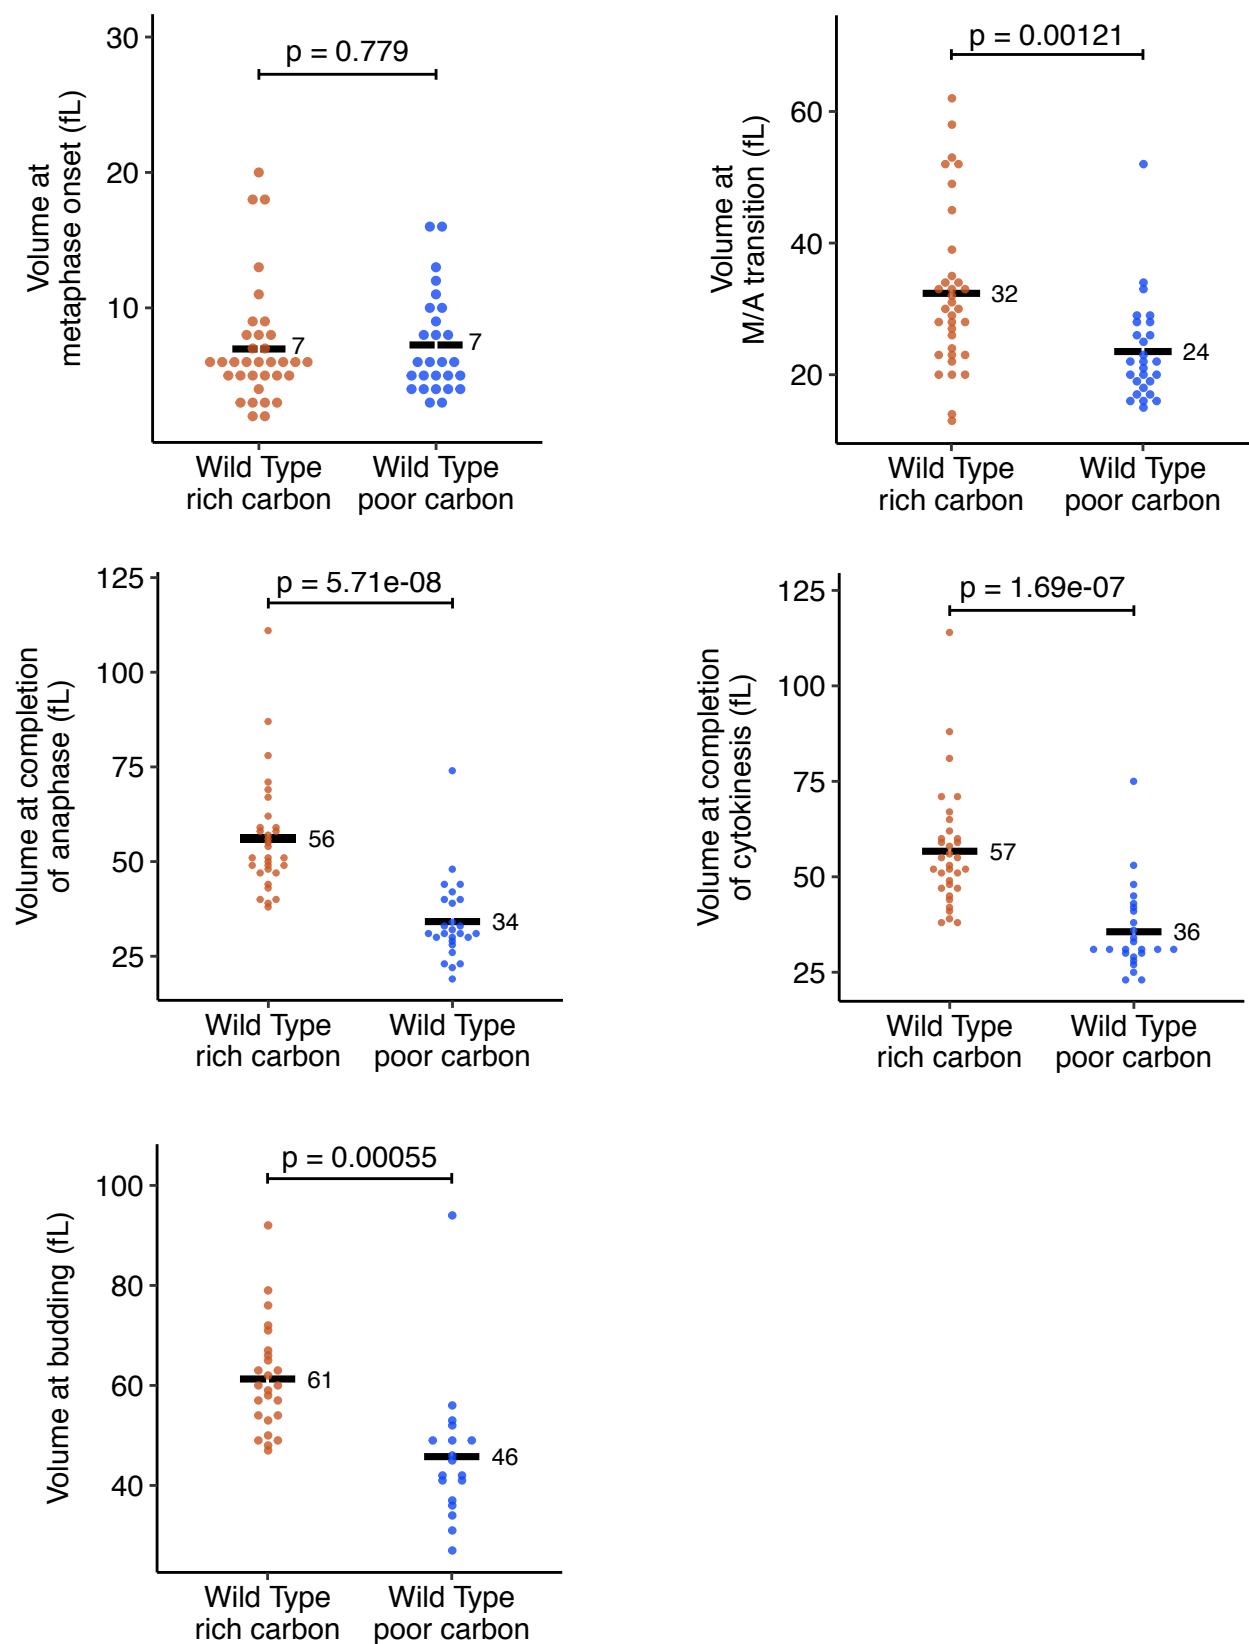 30
20
10
Volume at
metaphase onset (fL)
p = 0.779
7
7
Wild Type
rich carbon
Wild Type
poor carbon
60
40
20
Volume at
M/A transition (fL)
p = 0.00121
32
24
Wild Type
rich carbon
Wild Type
poor carbon
125
100
75
50
25
Volume at completion
of anaphase (fL)
p = 5.71e-08
56
34
Wild Type
rich carbon
Wild Type
poor carbon
125
100
75
50
25
Volume at completion
of cytokinesis (fL)
p = 1.69e-07
57
36
Wild Type
rich carbon
Wild Type
poor carbon
100
80
60
40
Volume at budding (fL)
p = 0.00055
61
46
Wild Type
rich carbon
Wild Type
poor carbon